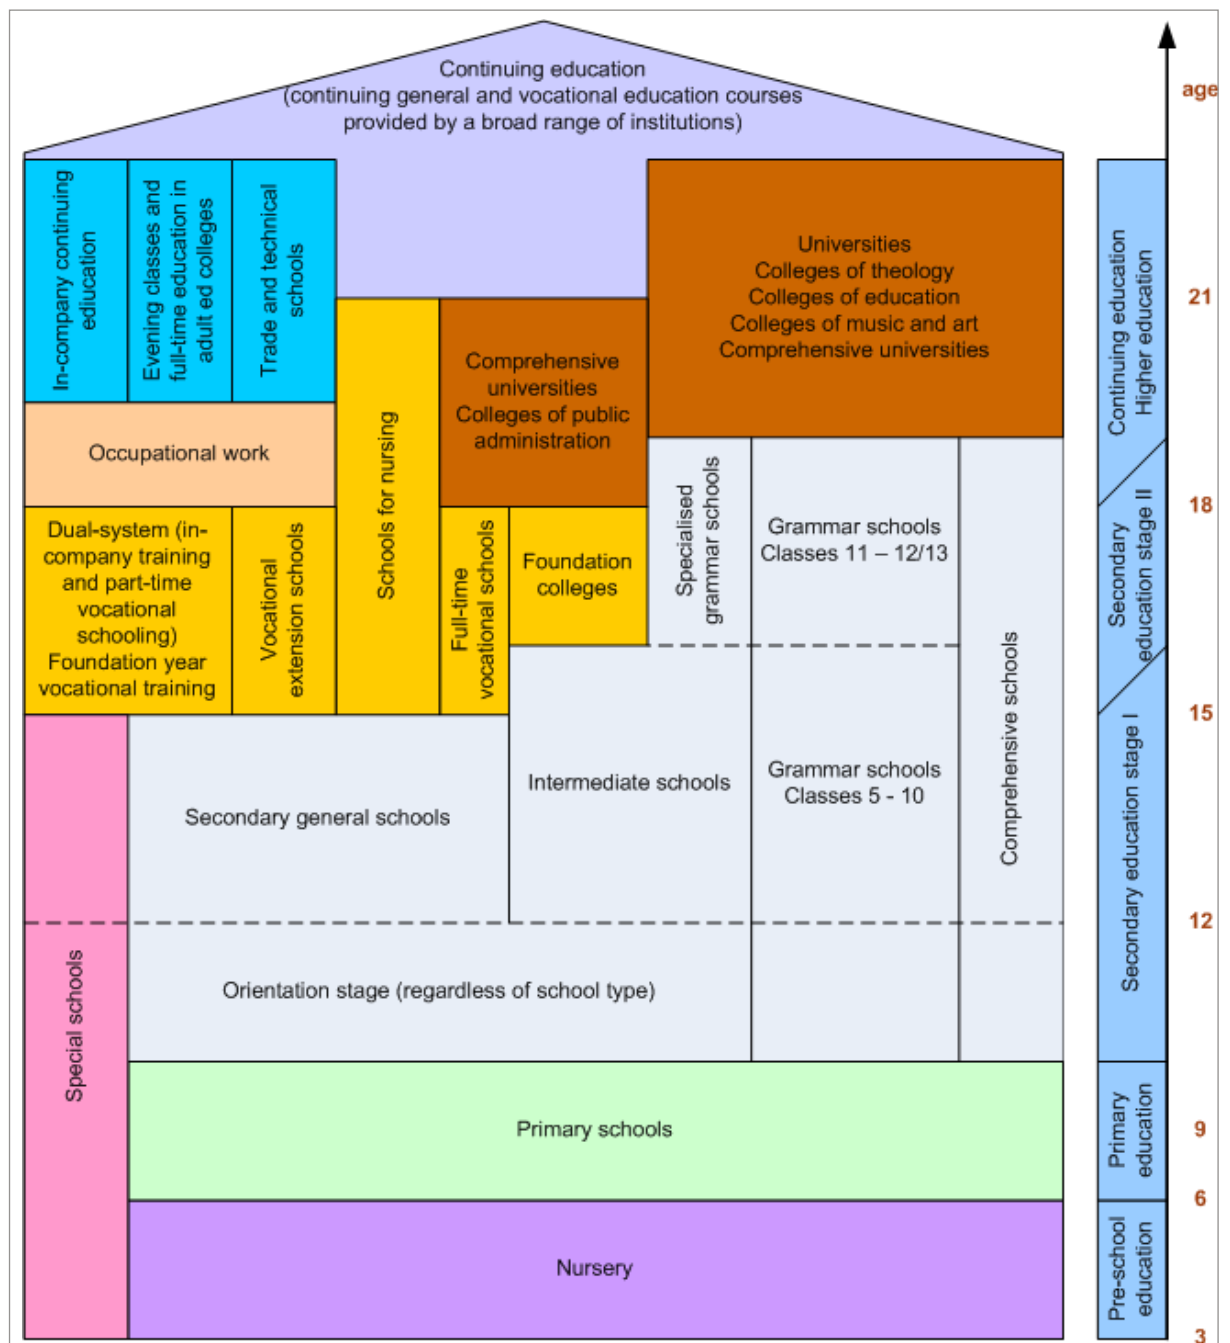 Continuing education
(continuing general and vocational education courses
provided by a broad range of institutions)
age
In-company continuing
ediucation
Evening classes and
full-time education in
adult ed colleges
Trade and technical
schools
Universities
Colleges of theology
Colleges of education
Colleges of music and art
Comprehensive universities
Continuing education
Higher education
21
Comprehensive
universities
Colleges of public
administration
Occupational work
Schools for nursing
18
Dual-system (in-
company training
and part-time
vocational
schooling)
Foundation year
vocational training
Vocational
extension schools
Full-time
vocational schools
Foundation
colleges
Specialised
grammar schools
Grammar schools
Classes 11 – 12/13
Comprehensive schools
Secondary
education stage II
15
Secondary general schools
Intermediate schools
Grammar schools
Classes 5 - 10
Secondary education stage I
12
Special schools
Orientation stage (regardless of school type)
Primary schools
Primary
education
9
6
Nursery
Pre-school
education
3